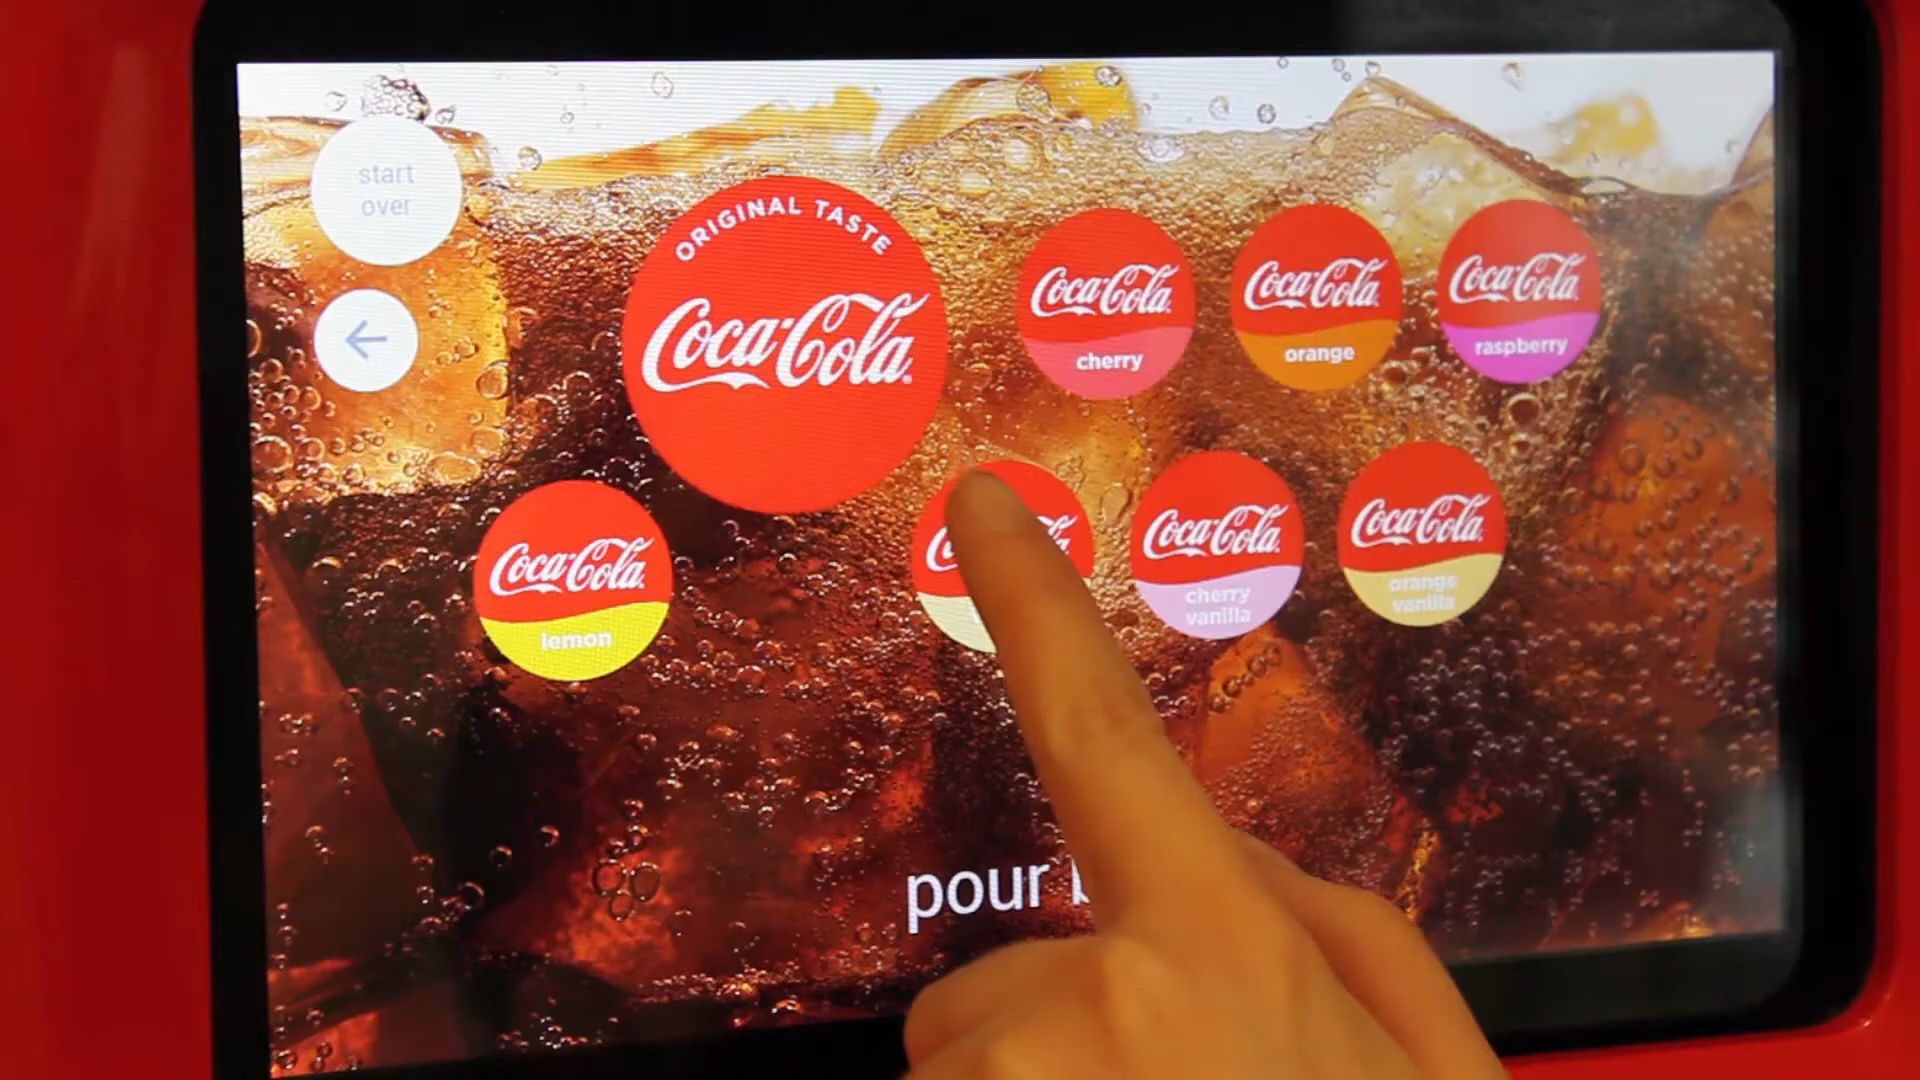 start
over
ORIGINAL TASTE
Coca-Cola
Coca-Cola
cherry
Coca-Cola
orange
Coca-Cola
raspberry
Coca-Cola
lemon
Coca-Cola
cherry
vanilla
Coca-Cola
orange
vanilla
pour